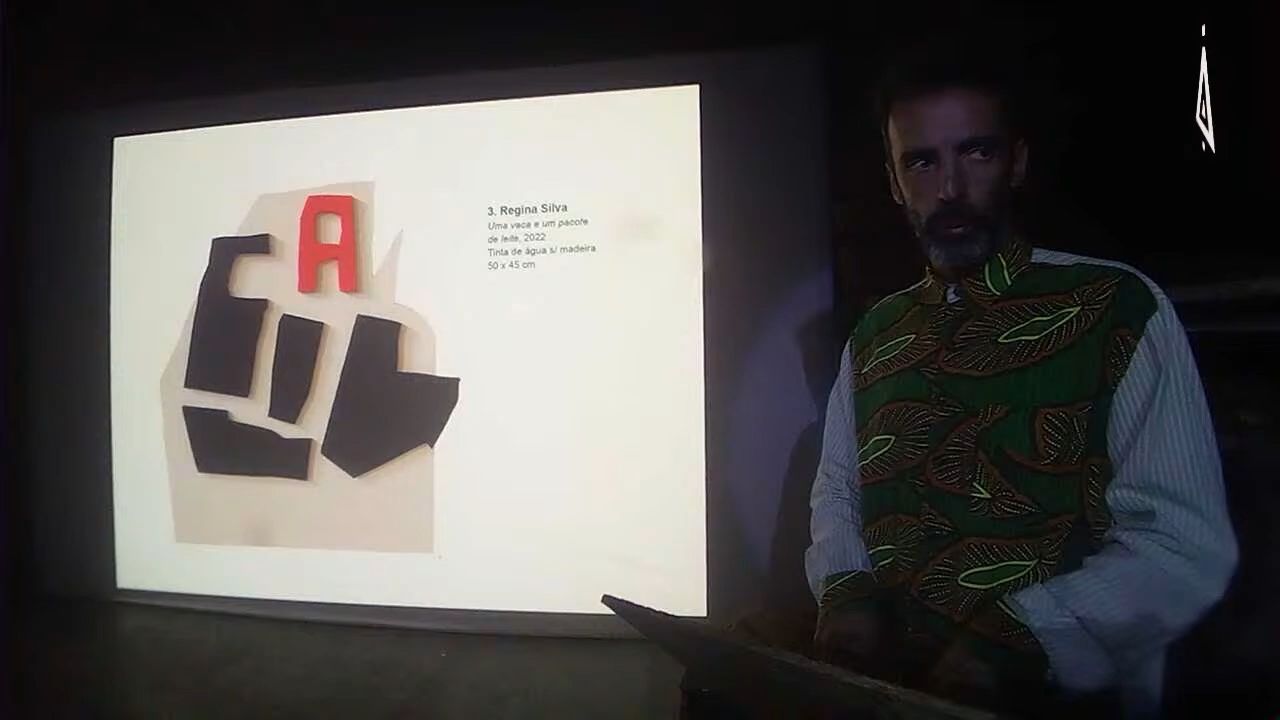 A
3. Regina Silva
Uma vaca e um pacote
de leite, 2022
Tinta de água s/ madeira
50 x 45 cm